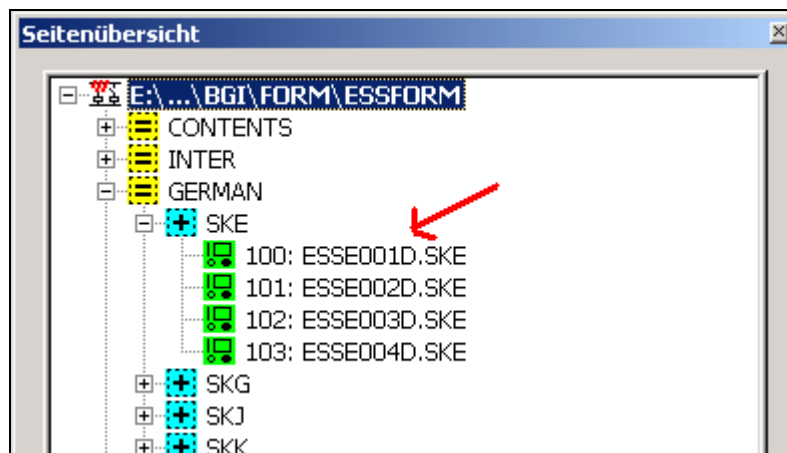 Seitenübersicht
E:\...\BGI\FORM\ESSFORM
CONTENTS
INTER
GERMAN
SKE
100: ESSE001D.SKE
101: ESSE002D.SKE
102: ESSE003D.SKE
103: ESSE004D.SKE
SKG
SKJ
SKK